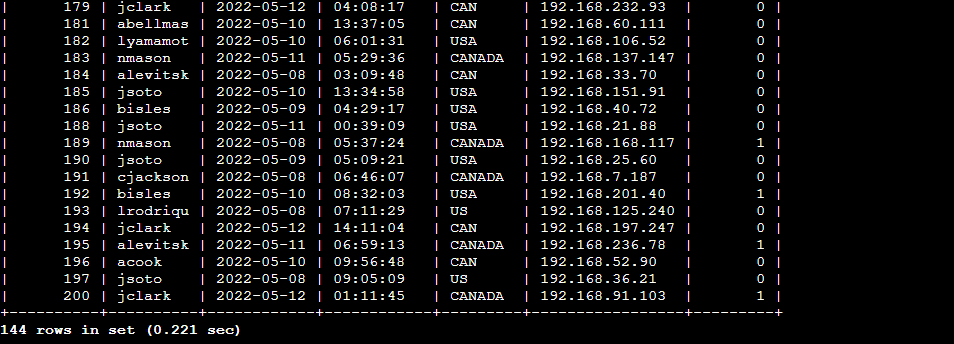 |       179 | jclark   | 2022-05-12 | 04:08:17   | CAN     | 192.168.232.93  |       0 |
|       181 | abellmas | 2022-05-10 | 13:37:05   | CAN     | 192.168.60.111  |       0 |
|       182 | lyamamot | 2022-05-10 | 06:01:31   | USA     | 192.168.106.52  |       0 |
|       183 | nmason   | 2022-05-11 | 05:29:36   | CANADA  | 192.168.137.147 |       0 |
|       184 | alevitsk | 2022-05-08 | 03:09:48   | CAN     | 192.168.33.70   |       0 |
|       185 | jsoto    | 2022-05-10 | 13:34:58   | USA     | 192.168.151.91  |       0 |
|       186 | bisles   | 2022-05-09 | 04:29:17   | USA     | 192.168.40.72   |       0 |
|       188 | jsoto    | 2022-05-11 | 00:39:09   | USA     | 192.168.21.88   |       0 |
|       189 | nmason   | 2022-05-08 | 05:37:24   | CANADA  | 192.168.168.117 |       1 |
|       190 | jsoto    | 2022-05-09 | 05:09:21   | USA     | 192.168.25.60   |       0 |
|       191 | cjackson | 2022-05-08 | 06:46:07   | CANADA  | 192.168.7.187   |       0 |
|       192 | bisles   | 2022-05-10 | 08:32:03   | USA     | 192.168.201.40  |       1 |
|       193 | lrodriqu | 2022-05-08 | 07:11:29   | US      | 192.168.125.240 |       0 |
|       194 | jclark   | 2022-05-12 | 14:11:04   | CAN     | 192.168.197.247 |       0 |
|       195 | alevitsk | 2022-05-11 | 06:59:13   | CANADA  | 192.168.236.78  |       1 |
|       196 | acook    | 2022-05-10 | 09:56:48   | CAN     | 192.168.52.90   |       0 |
|       197 | jsoto    | 2022-05-08 | 09:05:09   | US      | 192.168.36.21   |       0 |
|       200 | jclark   | 2022-05-12 | 01:11:45   | CANADA  | 192.168.91.103  |       1 |
+-----------+----------+------------+------------+---------+-----------------+---------+
144 rows in set (0.221 sec)